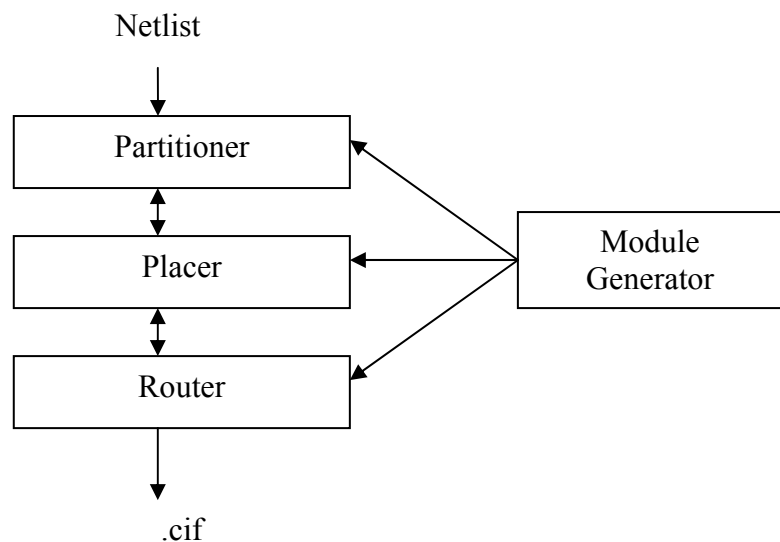 Netlist
Partitioner
Placer
Module
Generator
Router
.cif